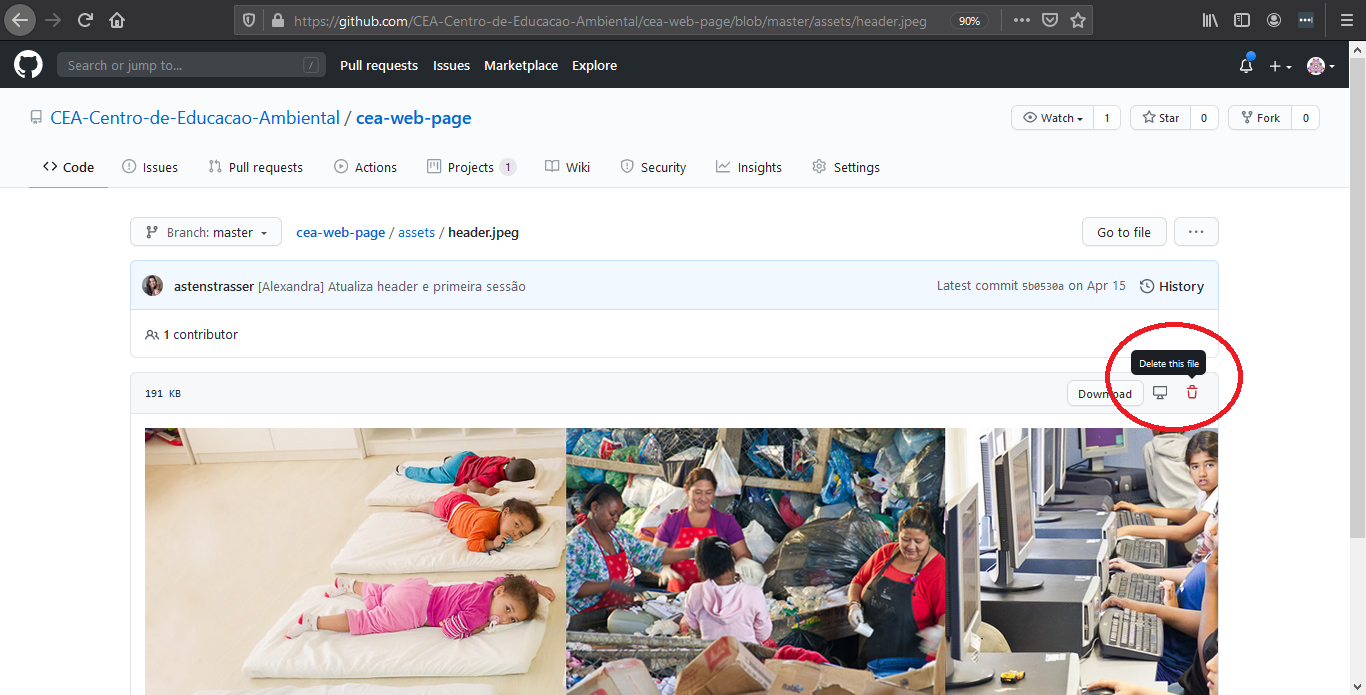 https://github.com/CEA-Centro-de-Educacao-Ambiental/cea-web-page/blob/master/assets/header.jpeg 90%
Search or jump to... / Pull requests Issues Marketplace Explore
CEA-Centro-de-Educacao-Ambiental / cea-web-page Watch 1 Star 0 Fork 0
Code Issues Pull requests Actions Projects 1 Wiki Security Insights Settings
Branch: master cea-web-page / assets / header.jpeg Go to file
astenstrasser [Alexandra] Atualiza header e primeira sessão Latest commit 5b0530a on Apr 15 History
1 contributor
Delete this file
191 KB Download